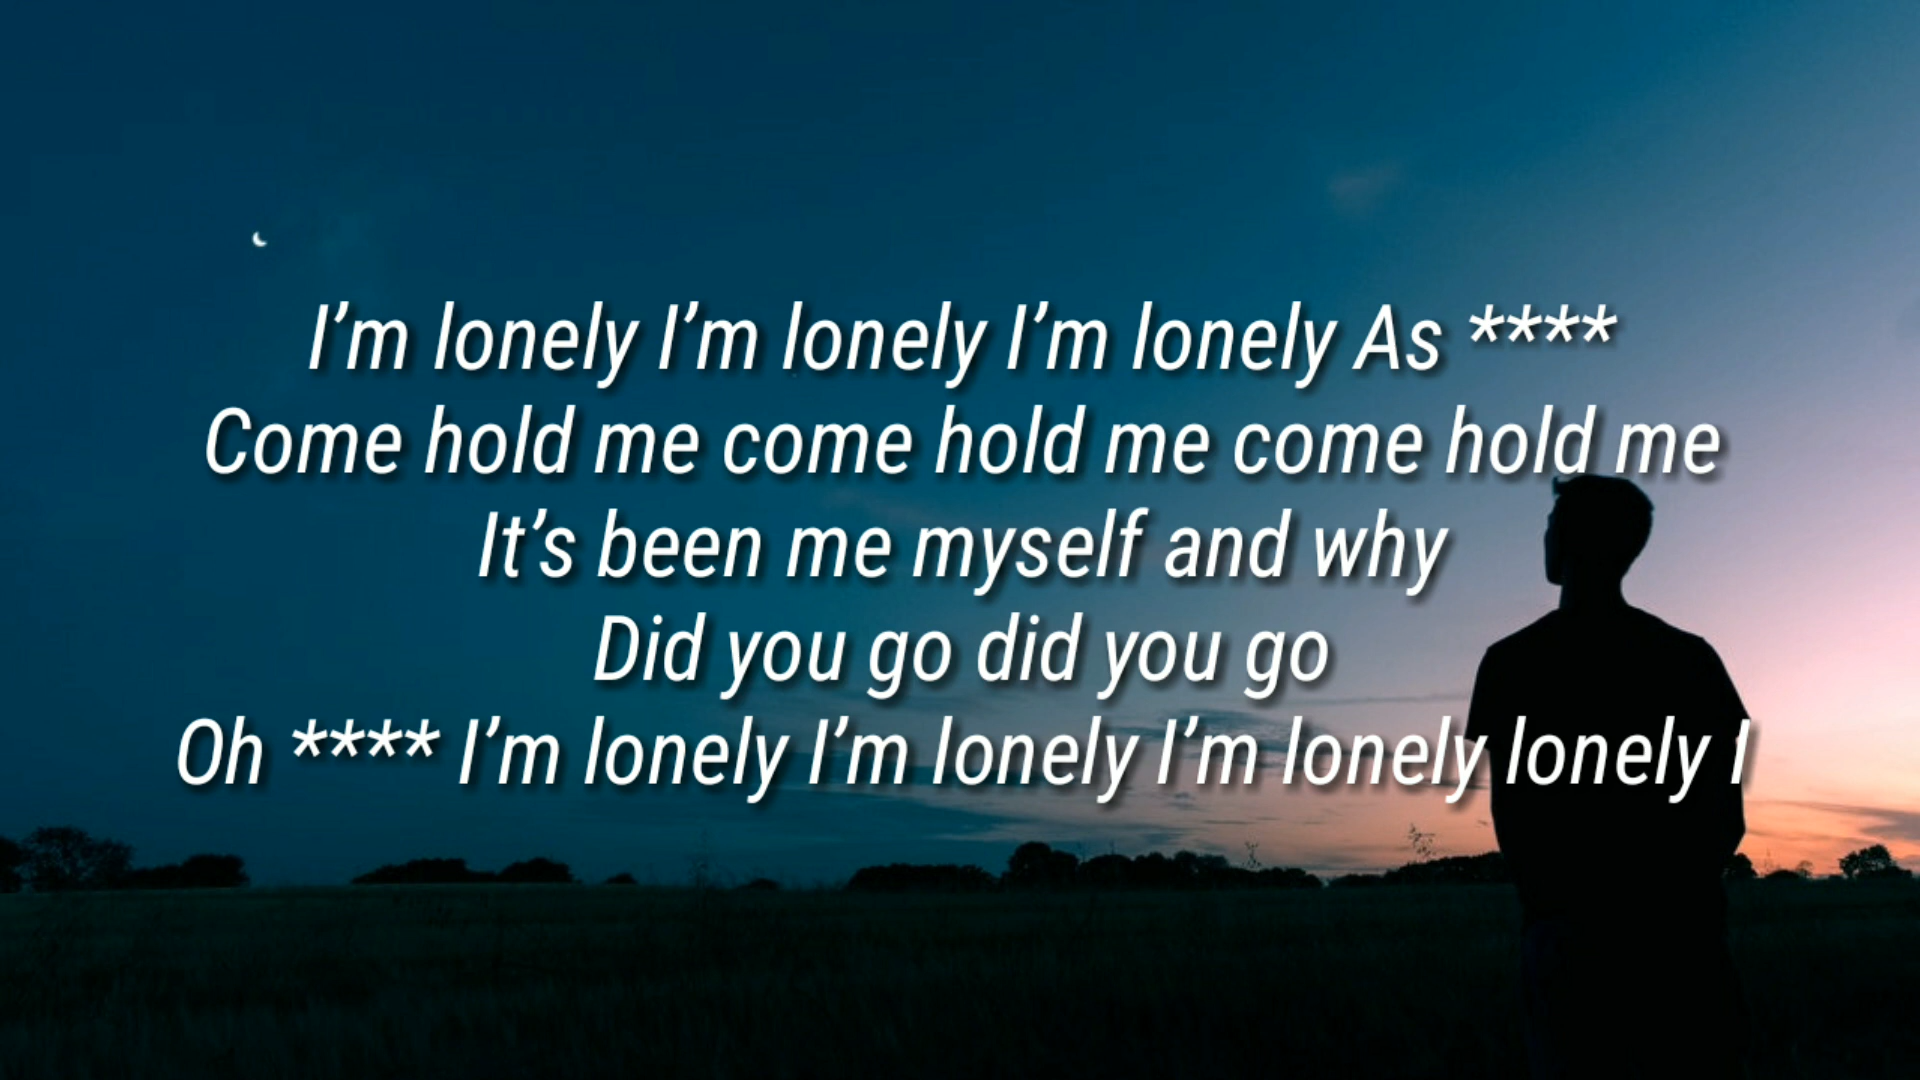 I’m lonely I’m lonely I’m lonely As ****
Come hold me come hold me come hold me
It’s been me myself and why
Did you go did you go
Oh **** I’m lonely I’m lonely I’m lonely lonely I